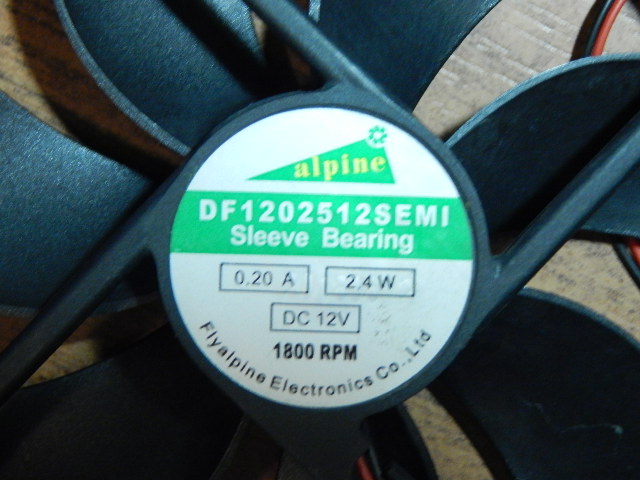 alpine
DF1202512SEMI
Sleeve Bearing
0.20 A 2.4 W
DC 12V
1800 RPM
Flyalpine Electronics Co.,Ltd